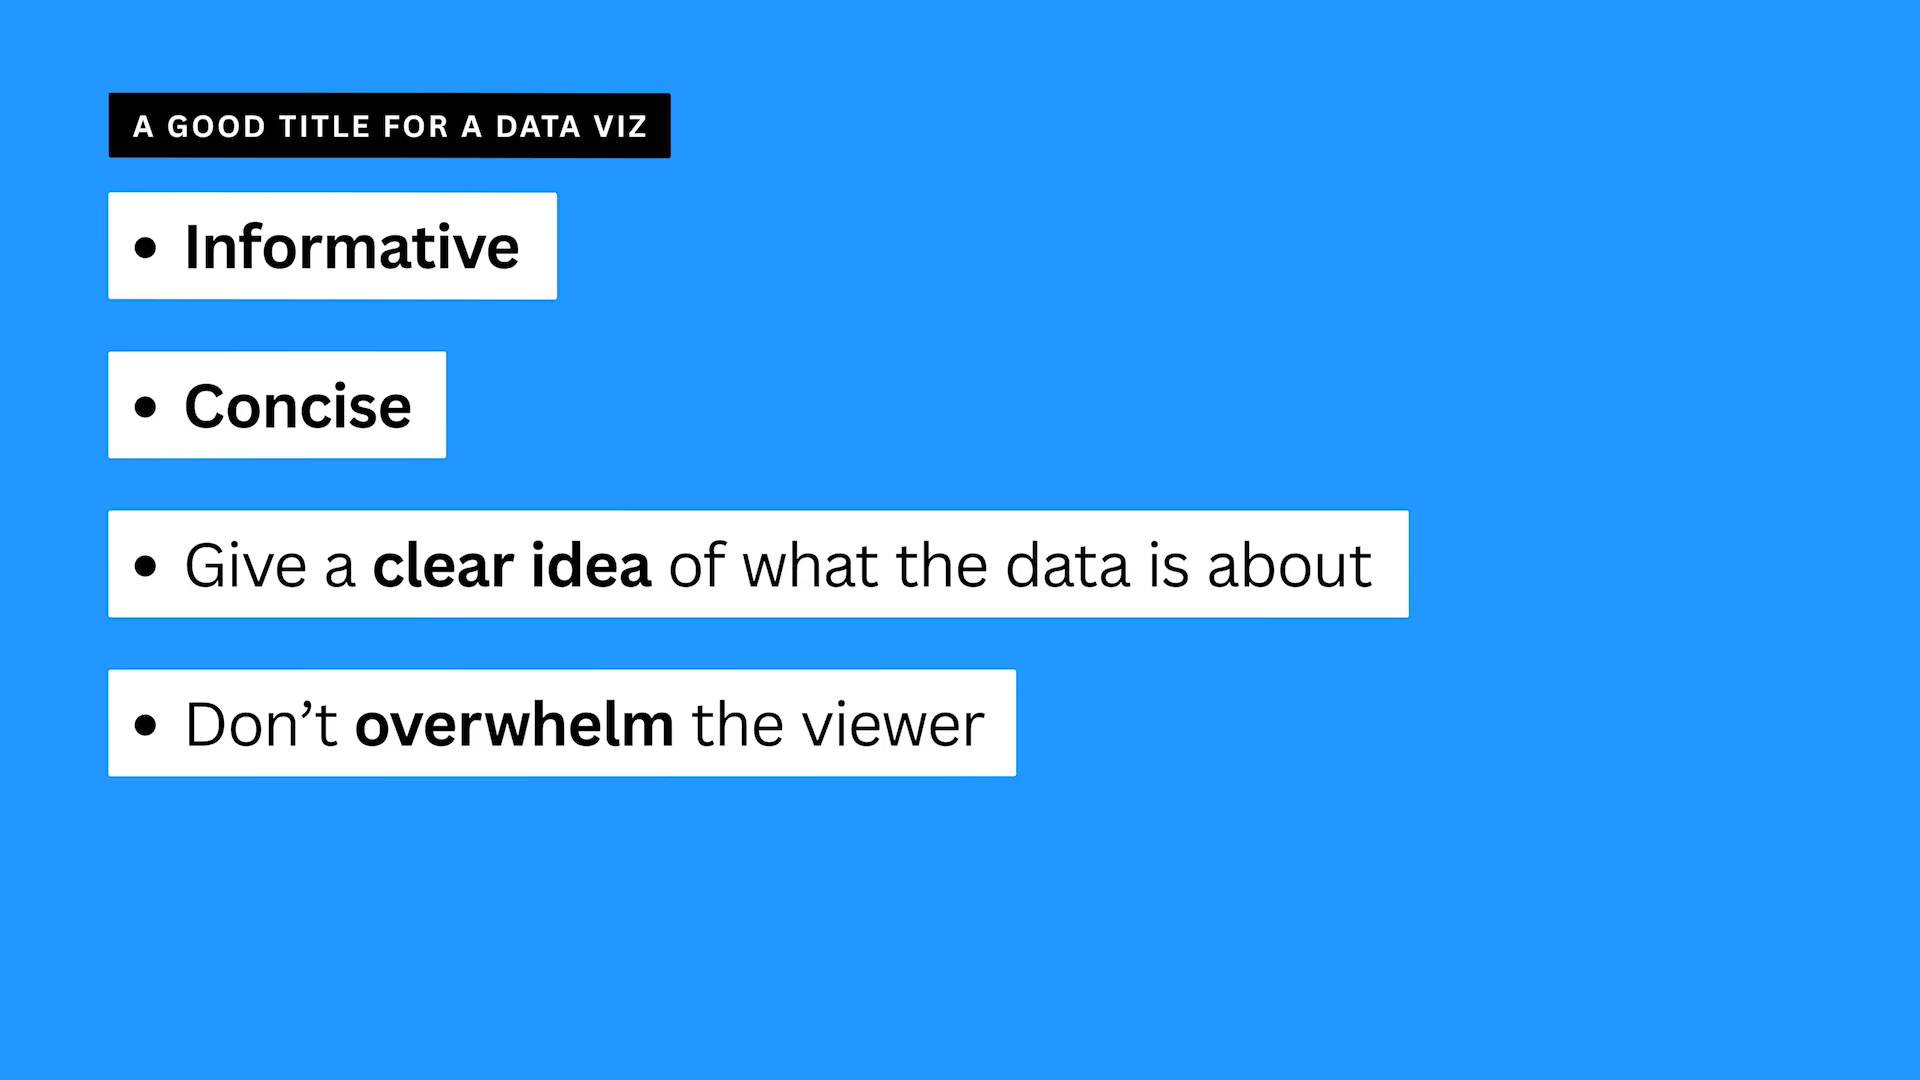 A GOOD TITLE FOR A DATA VIZ
• Informative
• Concise
• Give a clear idea of what the data is about
• Don’t overwhelm the viewer